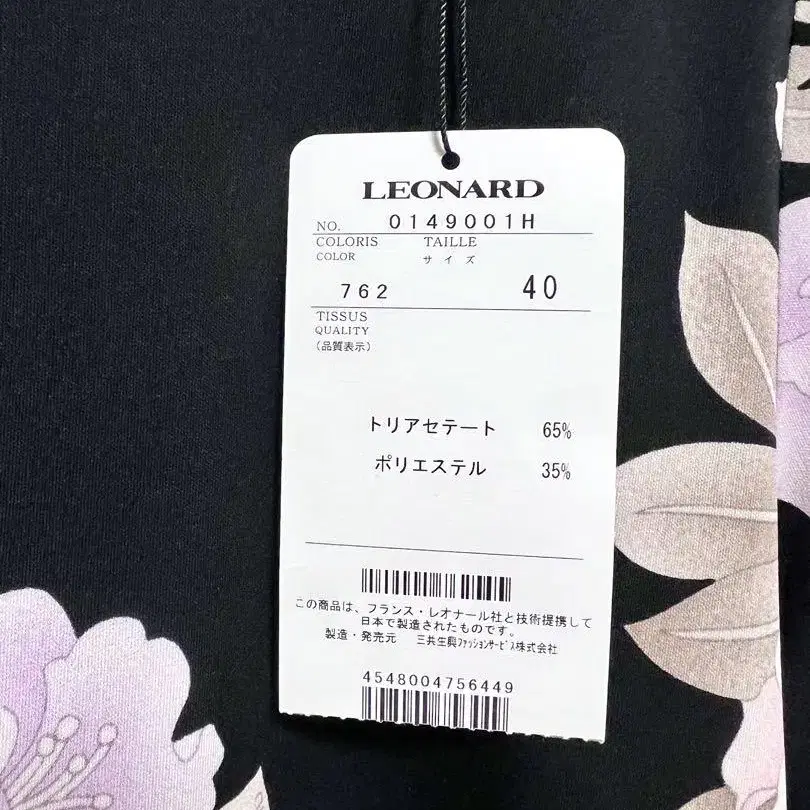 LEONARD
NO. 0149001H
COLORIS TAILLE
COLOR サイズ
762 40
TISSUS
QUALITY
(品質表示)
トリアセテート 65%
ポリエステル 35%
この商品は、フランス・レオナール社と技術提携して
日本で製造されたものです。
製造・発売元 三共生興ファッションサービス株式会社
4548004756449